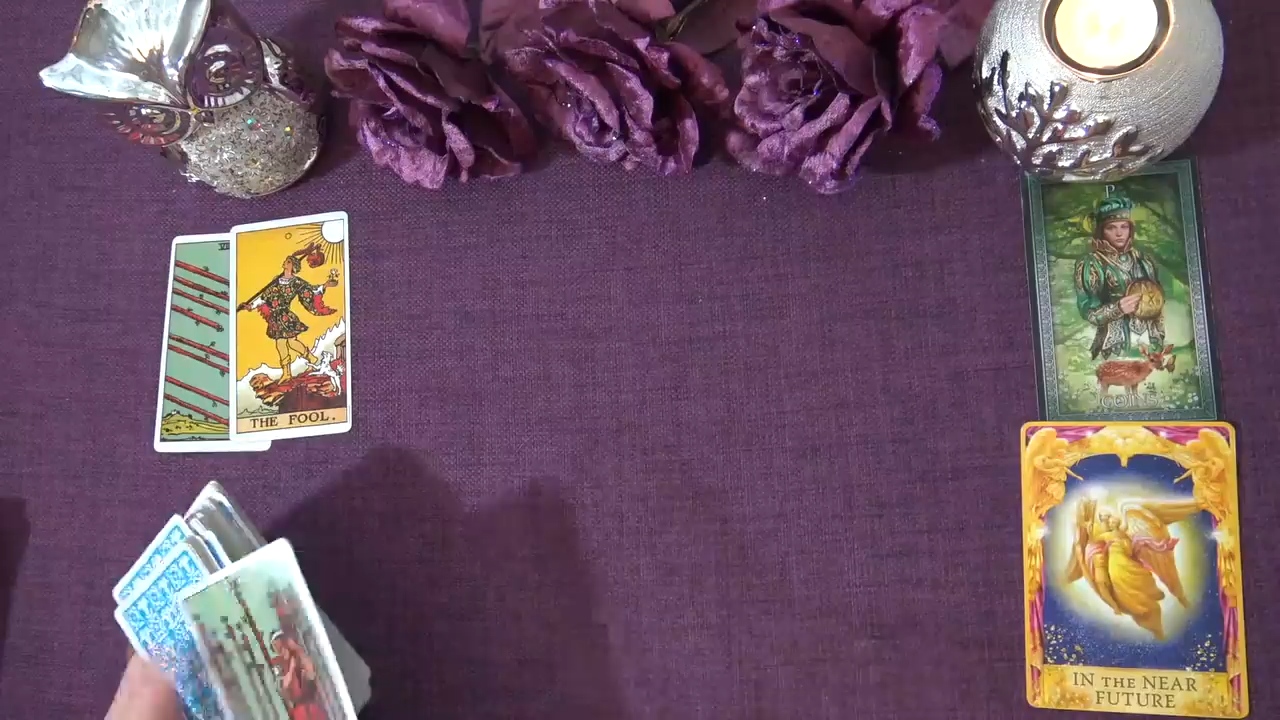 P
THE FOOL.
COINS
IN THE NEAR
FUTURE